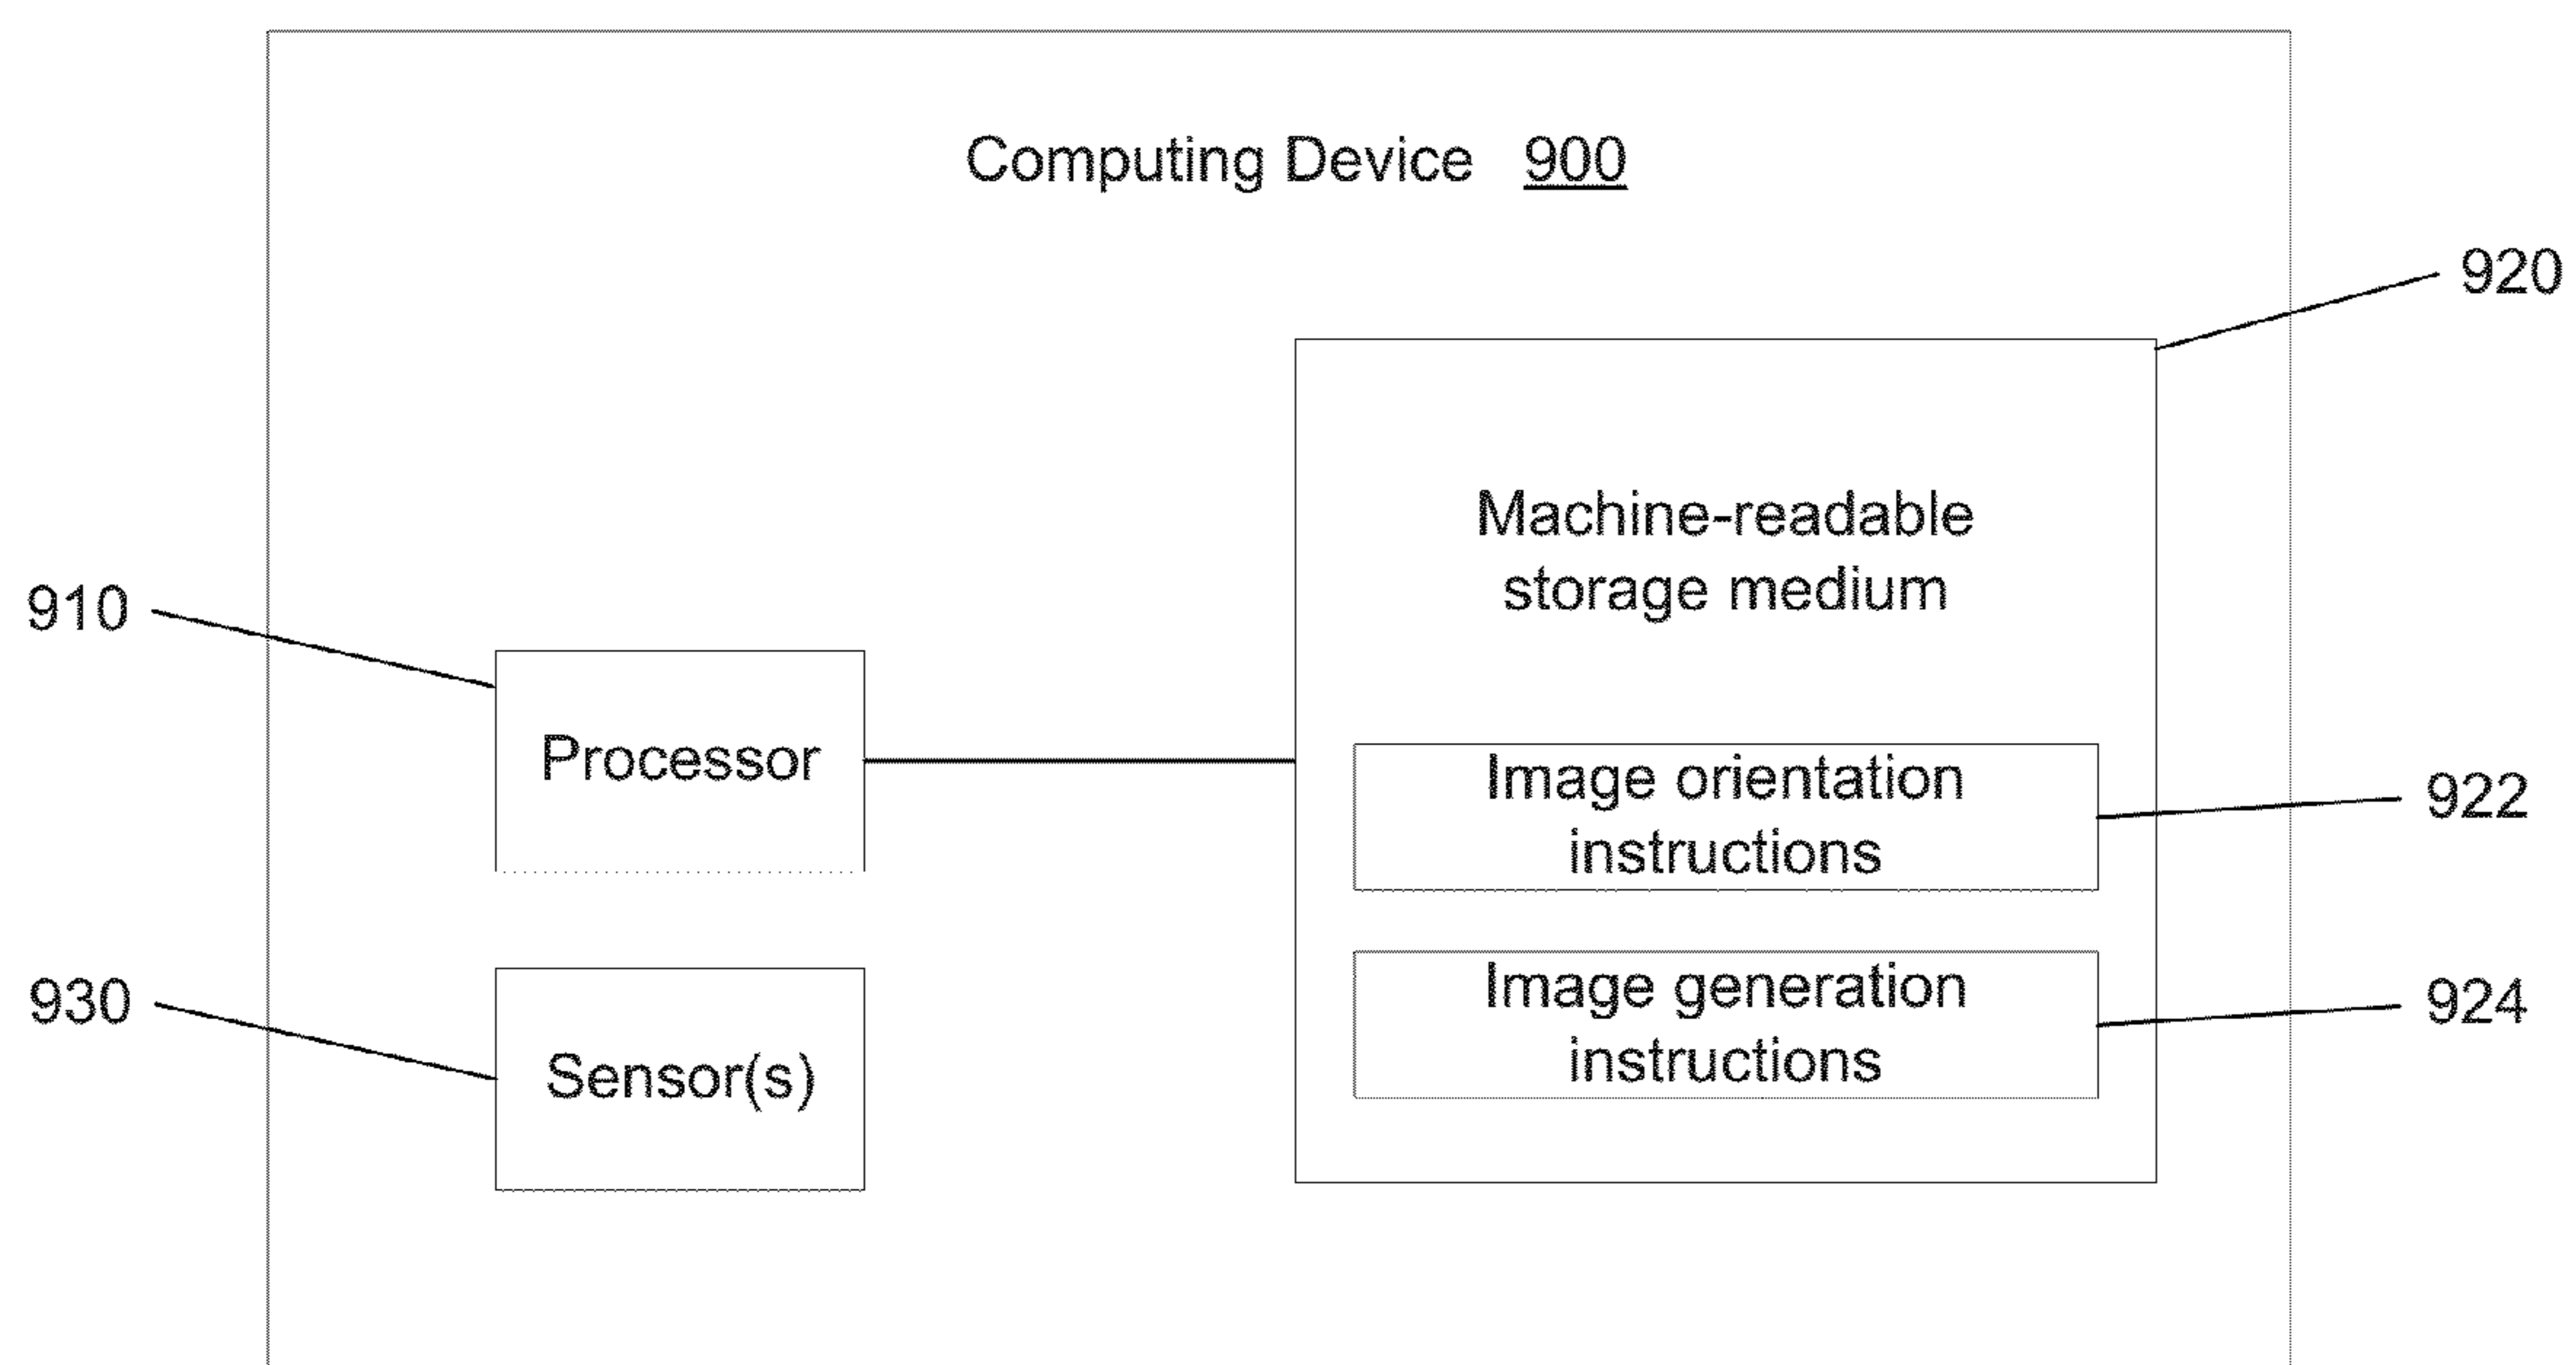 Computing Device 900
920
Machine-readable
storage medium
910
Processor
Image orientation
instructions
922
930
Sensor(s)
Image generation
instructions
924